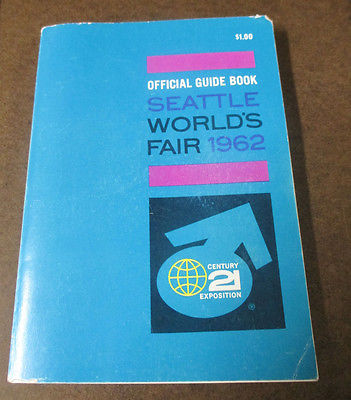 $1.00
OFFICIAL GUIDE BOOK
SEATTLE
WORLD'S
FAIR 1962
CENTURY
21
EXPOSITION
®